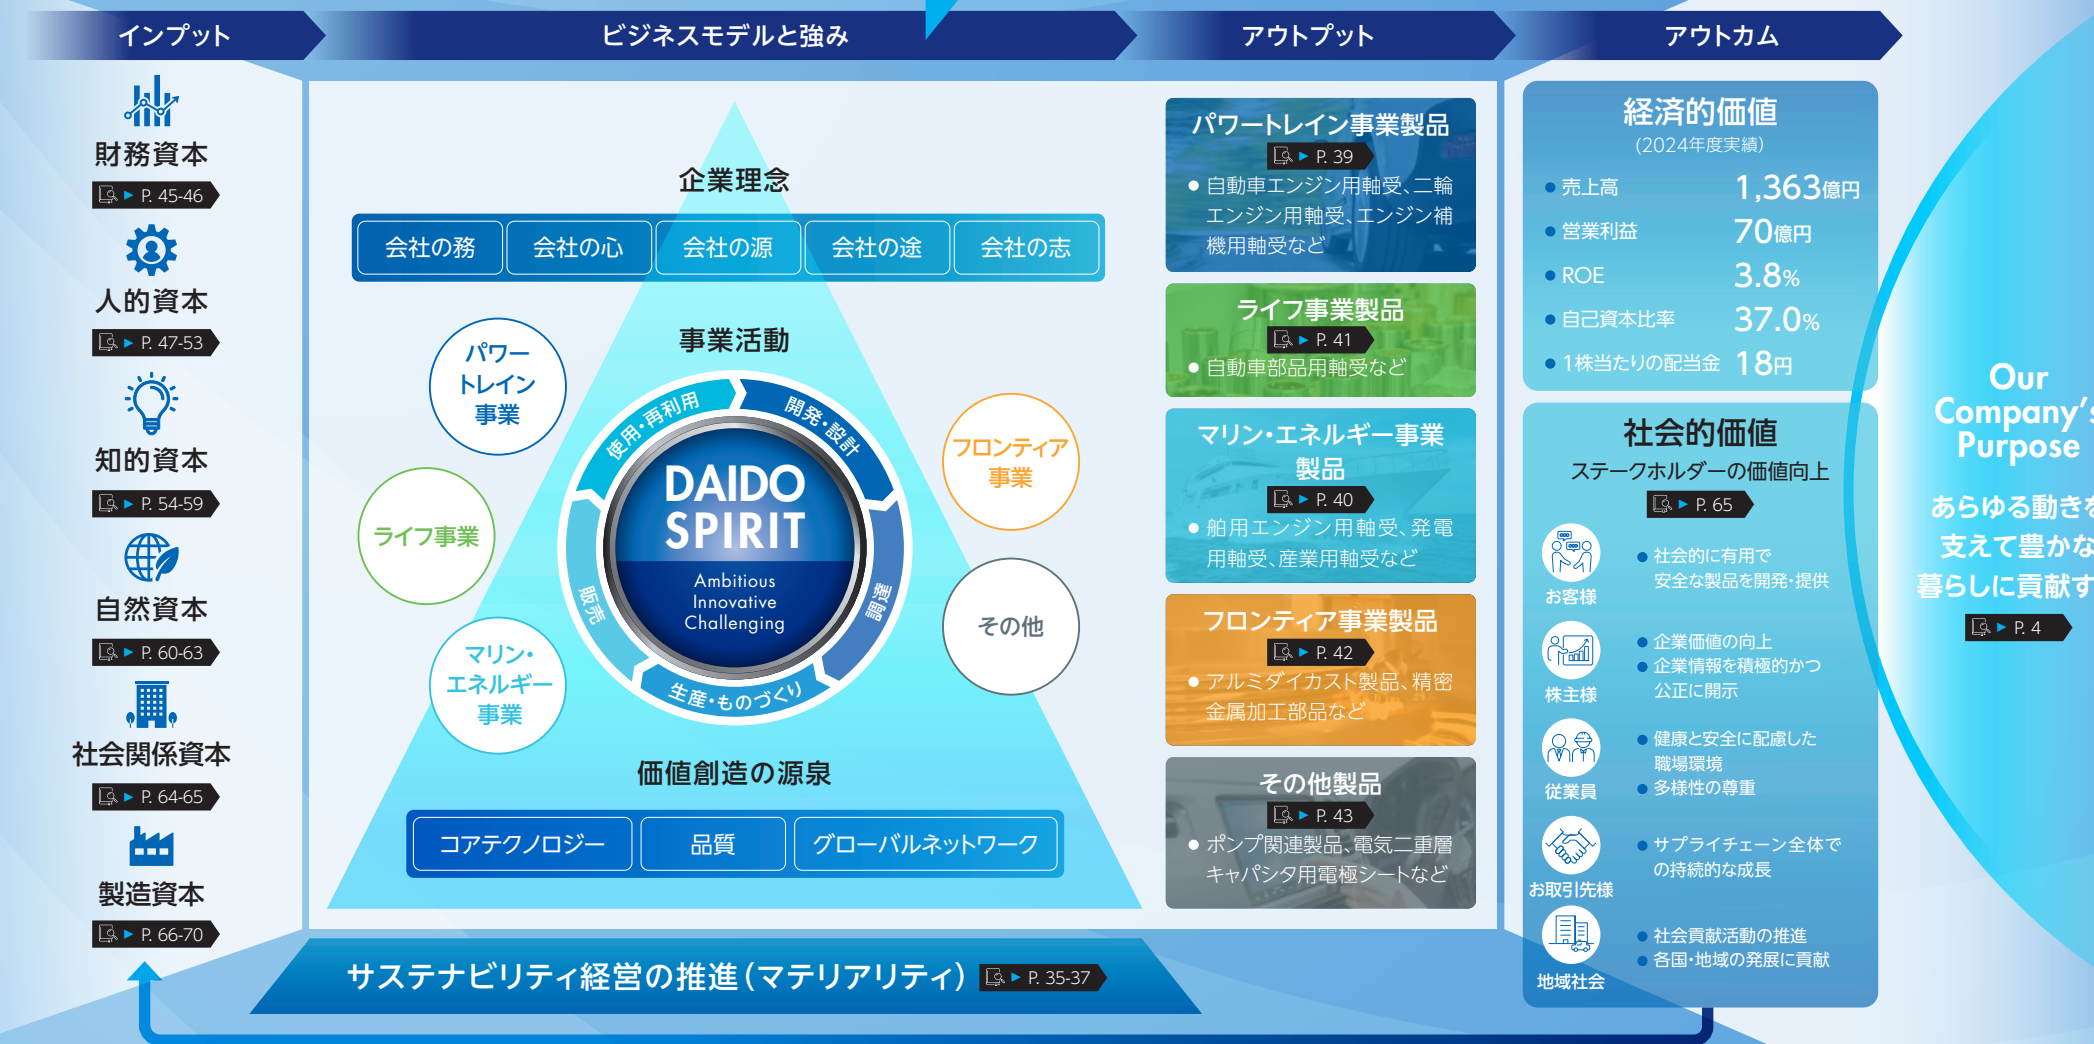 インプット
ビジネスモデルと強み
アウトプット
アウトカム
財務資本
P. 45-46
人的資本
P. 47-53
知的資本
P. 54-59
自然資本
P. 60-63
社会関係資本
P. 64-65
製造資本
P. 66-70
企業理念
会社の務
会社の心
会社の源
会社の途
会社の志
事業活動
パワー
トレイン
事業
ライフ事業
マリン・
エネルギー
事業
フロンティア
事業
その他
使用・再利用
開発・設計
調達
生産・ものづくり
販売
DAIDO
SPIRIT
Ambitious
Innovative
Challenging
価値創造の源泉
コアテクノロジー
品質
グローバルネットワーク
サステナビリティ経営の推進（マテリアリティ）
P. 35-37
パワートレイン事業製品
P. 39
● 自動車エンジン用軸受、二輪
エンジン用軸受、エンジン補
機用軸受など
ライフ事業製品
P. 41
● 自動車部品用軸受など
マリン・エネルギー事業
製品
P. 40
● 舶用エンジン用軸受、発電
用軸受、産業用軸受など
フロンティア事業製品
P. 42
● アルミダイカスト製品、精密
金属加工部品など
その他製品
P. 43
● ポンプ関連製品、電気二重層
キャパシタ用電極シートなど
経済的価値
（2024年度実績）
● 売上高 1,363億円
● 営業利益 70億円
● ROE 3.8%
● 自己資本比率 37.0%
● 1株当たりの配当金 18円
社会的価値
ステークホルダーの価値向上
P. 65
お客様
● 社会的に有用で
安全な製品を開発・提供
株主様
● 企業価値の向上
● 企業情報を積極的かつ
公正に開示
従業員
● 健康と安全に配慮した
職場環境
● 多様性の尊重
お取引先様
● サプライチェーン全体で
の持続的な成長
地域社会
● 社会貢献活動の推進
● 各国・地域の発展に貢献
Our
Company's
Purpose
あらゆる動きを
支えて豊かな
暮らしに貢献す
P. 4